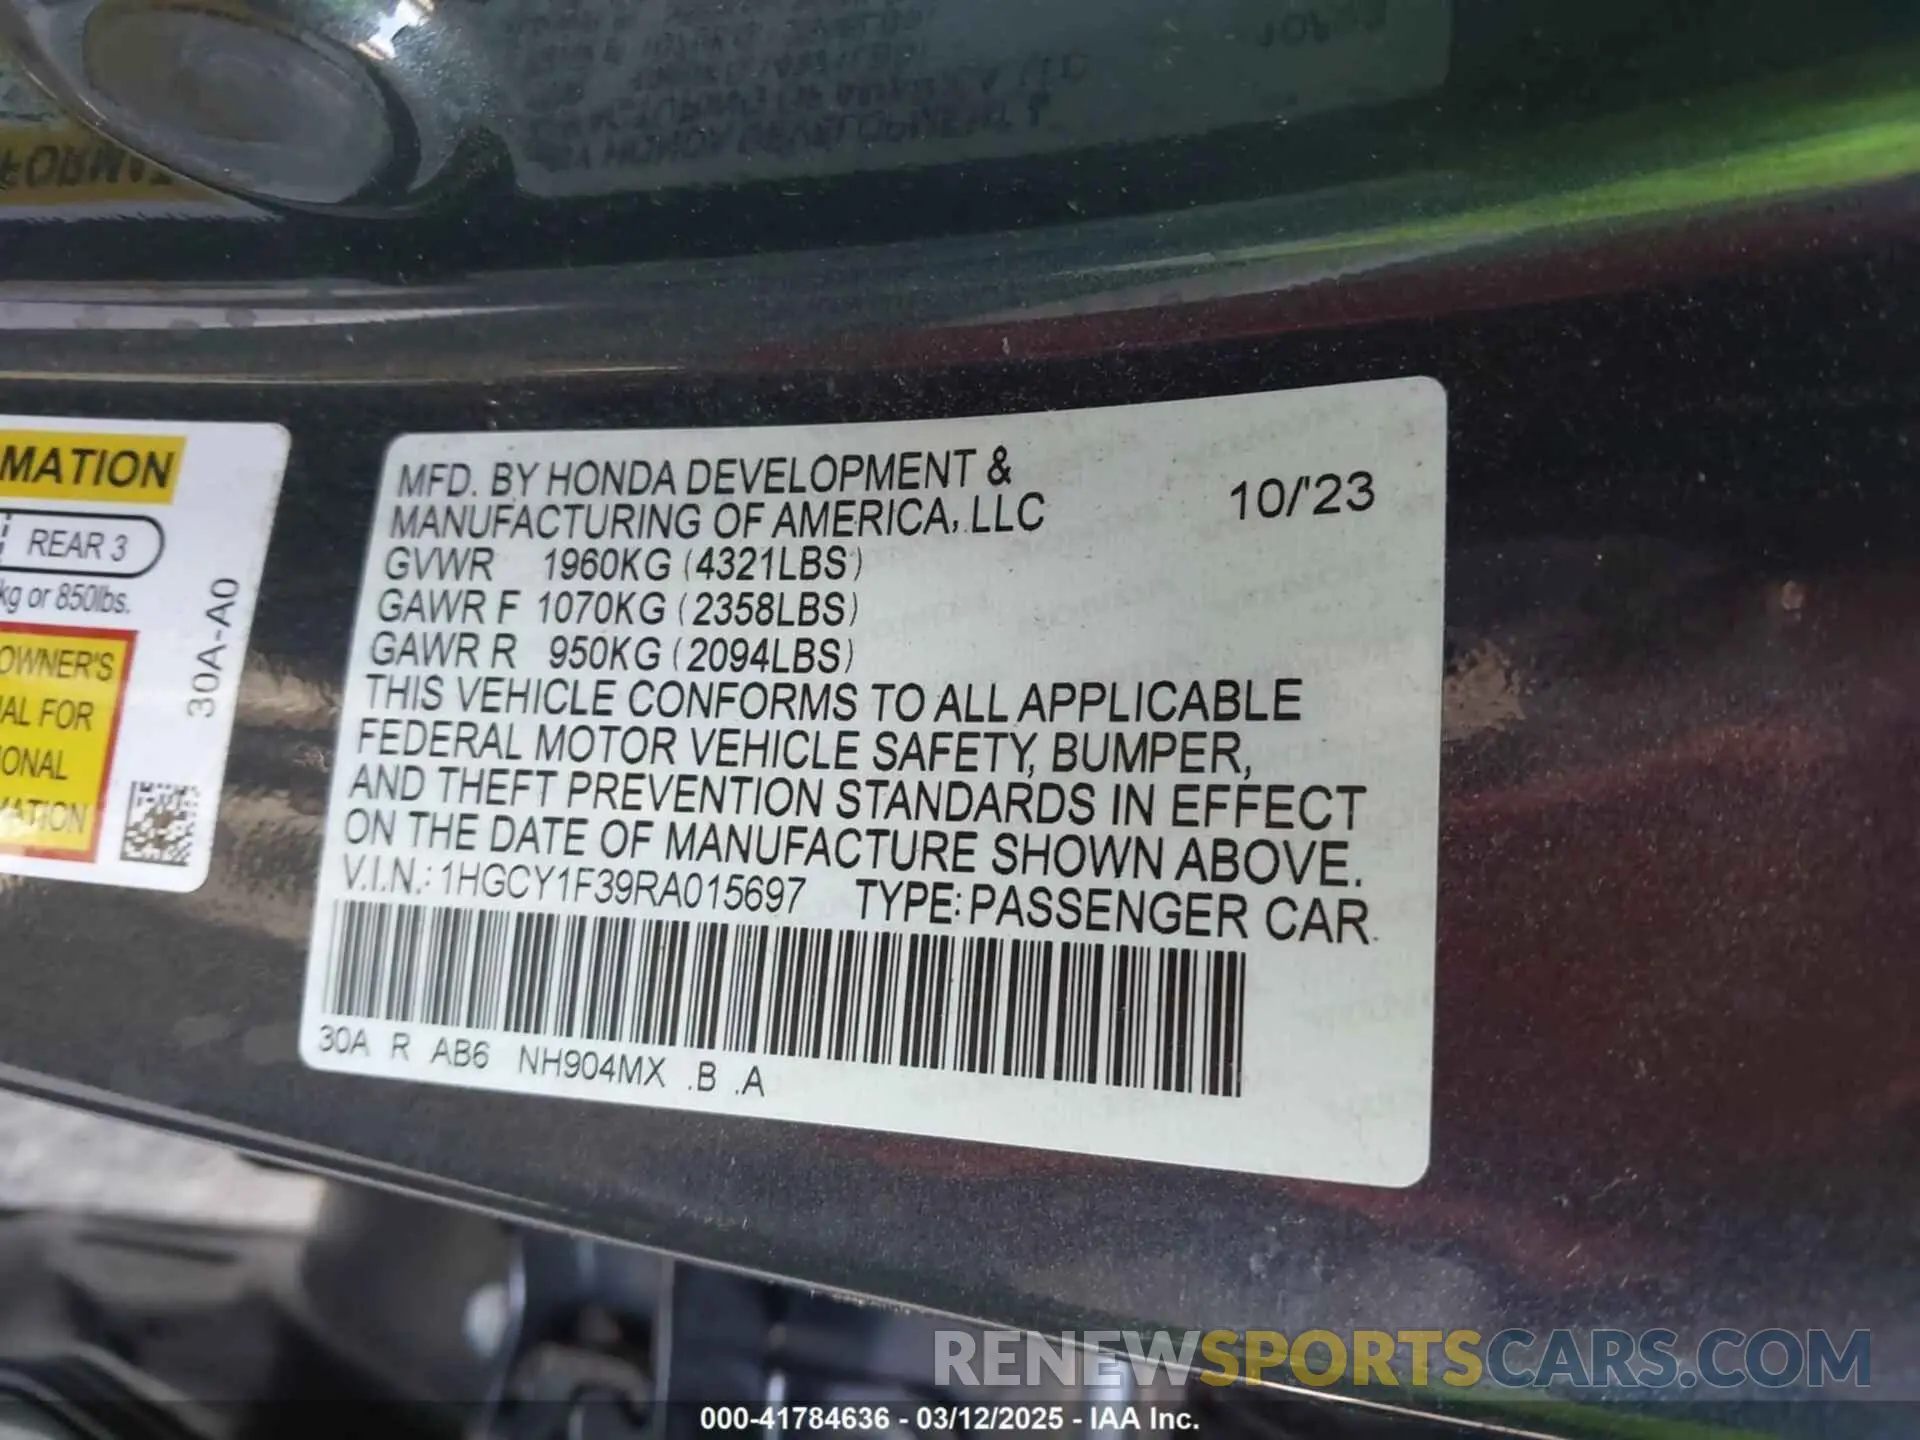 MATION
REAR 3
kg or 850lbs.
OWNER'S
AL FOR
ONAL
MATION
30A-A0
MFD. BY HONDA DEVELOPMENT &
MANUFACTURING OF AMERICA, LLC
10/'23
GVWR 1960KG (4321LBS)
GAWR F 1070KG (2358LBS)
GAWR R 950KG (2094LBS)
THIS VEHICLE CONFORMS TO ALL APPLICABLE
FEDERAL MOTOR VEHICLE SAFETY, BUMPER,
AND THEFT PREVENTION STANDARDS IN EFFECT
ON THE DATE OF MANUFACTURE SHOWN ABOVE.
V.I.N.: 1HGCY1F39RA015697 TYPE: PASSENGER CAR
30A R AB6 NH904MX .B .A
RENEWSPORTSCARS.COM
000-41784636 - 03/12/2025 - IAA Inc.